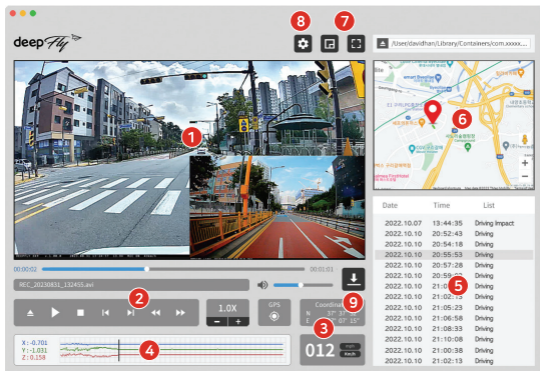 8
7
deepFly
/User/davidhan/Library/Containers/com.xxxxx....
1
6
Date Time List
2022.10.07 13:44:35 Driving Impact
2022.10.10 20:52:43 Driving
2022.10.10 20:54:18 Driving
2022.10.10 20:55:53 Driving
2022.10.10 20:57:28 Driving
2022.10.10 Driving
2022.10.10 Driving
2022.10.10 Driving
2022.10.10 21:05:23 Driving
2022.10.10 21:06:58 Driving
2022.10.10 21:08:33 Driving
2022.10.10 21:10:08 Driving
2022.10.10 21:00:38 Driving
2022.10.10 21:02:13 Driving
5
00:00:02 00:01:01
REC_20230831_132455.avi
2
1.0X
- +
GPS
Coordina
N 37° 37'
E 07' 15"
9
3
012
km/h
X : -0.701
Y : -1.031
Z : 0.158
4